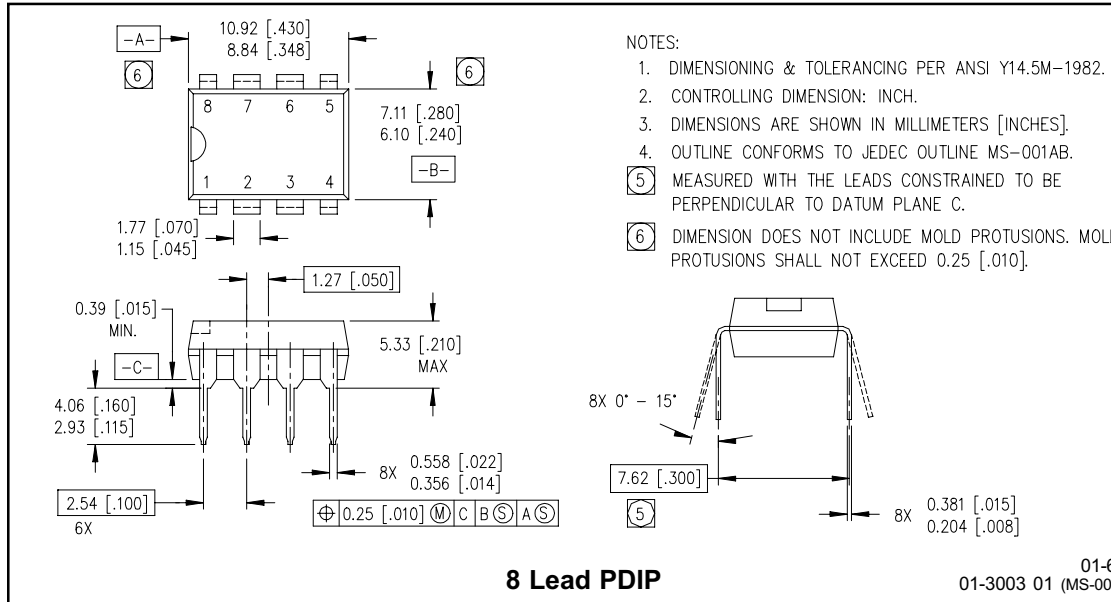 -A-
10.92 [.430]
8.84 [.348]
6
6
8 7 6 5
1 2 3 4
7.11 [.280]
6.10 [.240]
-B-
1.77 [.070]
1.15 [.045]
1.27 [.050]
0.39 [.015]
MIN.
-C-
5.33 [.210]
MAX
4.06 [.160]
2.93 [.115]
2.54 [.100]
6X
8X 0.558 [.022]
0.356 [.014]
⌖ 0.25 [.010] Ⓜ C B Ⓢ A Ⓢ
NOTES:
1. DIMENSIONING & TOLERANCING PER ANSI Y14.5M-1982.
2. CONTROLLING DIMENSION: INCH.
3. DIMENSIONS ARE SHOWN IN MILLIMETERS [INCHES].
4. OUTLINE CONFORMS TO JEDEC OUTLINE MS-001AB.
5 MEASURED WITH THE LEADS CONSTRAINED TO BE
PERPENDICULAR TO DATUM PLANE C.
6 DIMENSION DOES NOT INCLUDE MOLD PROTUSIONS. MOL
PROTUSIONS SHALL NOT EXCEED 0.25 [.010].
8X 0° - 15°
7.62 [.300]
5
8X 0.381 [.015]
0.204 [.008]
8 Lead PDIP
01-6
01-3003 01 (MS-00